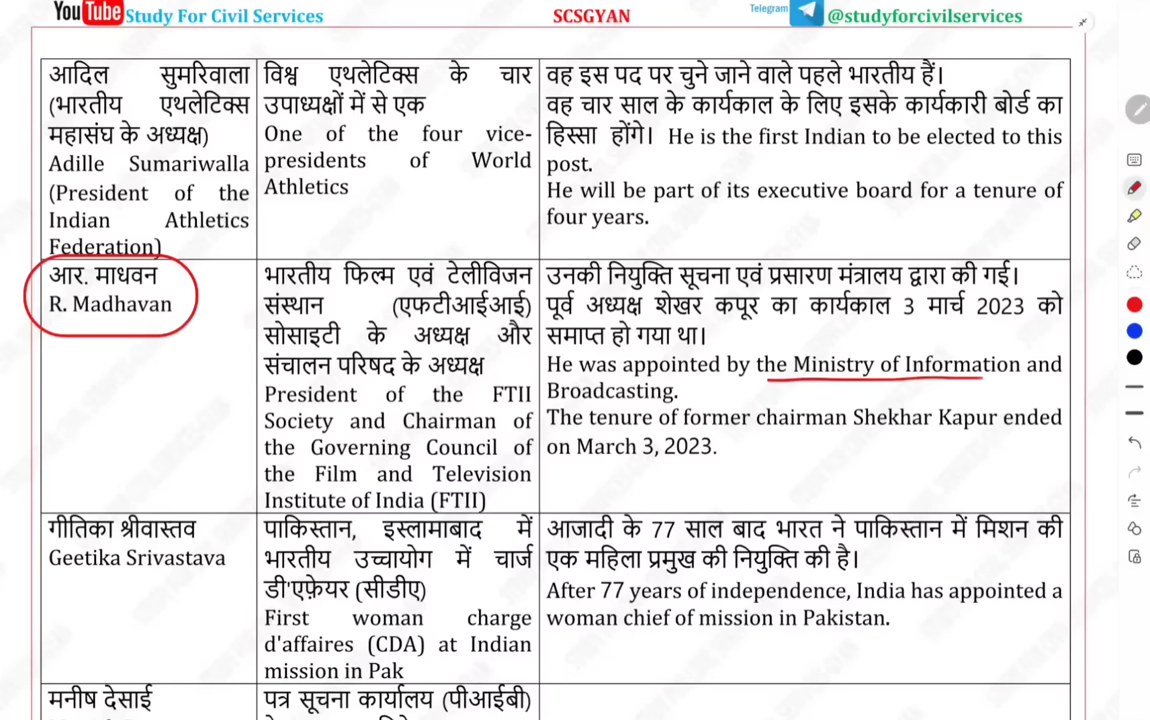 YouTube Study For Civil Services
SCSGYAN
Telegram @studyforcivilservices
आदिल सुमरिवाला
(भारतीय एथलेटिक्स
महासंघ के अध्यक्ष)
Adille Sumariwalla
(President of the
Indian Athletics
Federation)
विश्व एथलेटिक्स के चार
उपाध्यक्षों में से एक
One of the four vice-
presidents of World
Athletics
वह इस पद पर चुने जाने वाले पहले भारतीय हैं।
वह चार साल के कार्यकाल के लिए इसके कार्यकारी बोर्ड का
हिस्सा होंगे। He is the first Indian to be elected to this
post.
He will be part of its executive board for a tenure of
four years.
आर. माधवन
R. Madhavan
भारतीय फिल्म एवं टेलीविजन
संस्थान (एफटीआईआई)
सोसाइटी के अध्यक्ष और
संचालन परिषद के अध्यक्ष
President of the FTII
Society and Chairman of
the Governing Council of
the Film and Television
Institute of India (FTII)
उनकी नियुक्ति सूचना एवं प्रसारण मंत्रालय द्वारा की गई।
पूर्व अध्यक्ष शेखर कपूर का कार्यकाल 3 मार्च 2023 को
समाप्त हो गया था।
He was appointed by the Ministry of Information and
Broadcasting.
The tenure of former chairman Shekhar Kapur ended
on March 3, 2023.
गीतिका श्रीवास्तव
Geetika Srivastava
पाकिस्तान, इस्लामाबाद में
भारतीय उच्चायोग में चार्ज
डी'एफ़ेयर (सीडीए)
First woman charge
d'affaires (CDA) at Indian
mission in Pak
आजादी के 77 साल बाद भारत ने पाकिस्तान में मिशन की
एक महिला प्रमुख की नियुक्ति की है।
After 77 years of independence, India has appointed a
woman chief of mission in Pakistan.
मनीष देसाई
पत्र सूचना कार्यालय (पीआईबी)